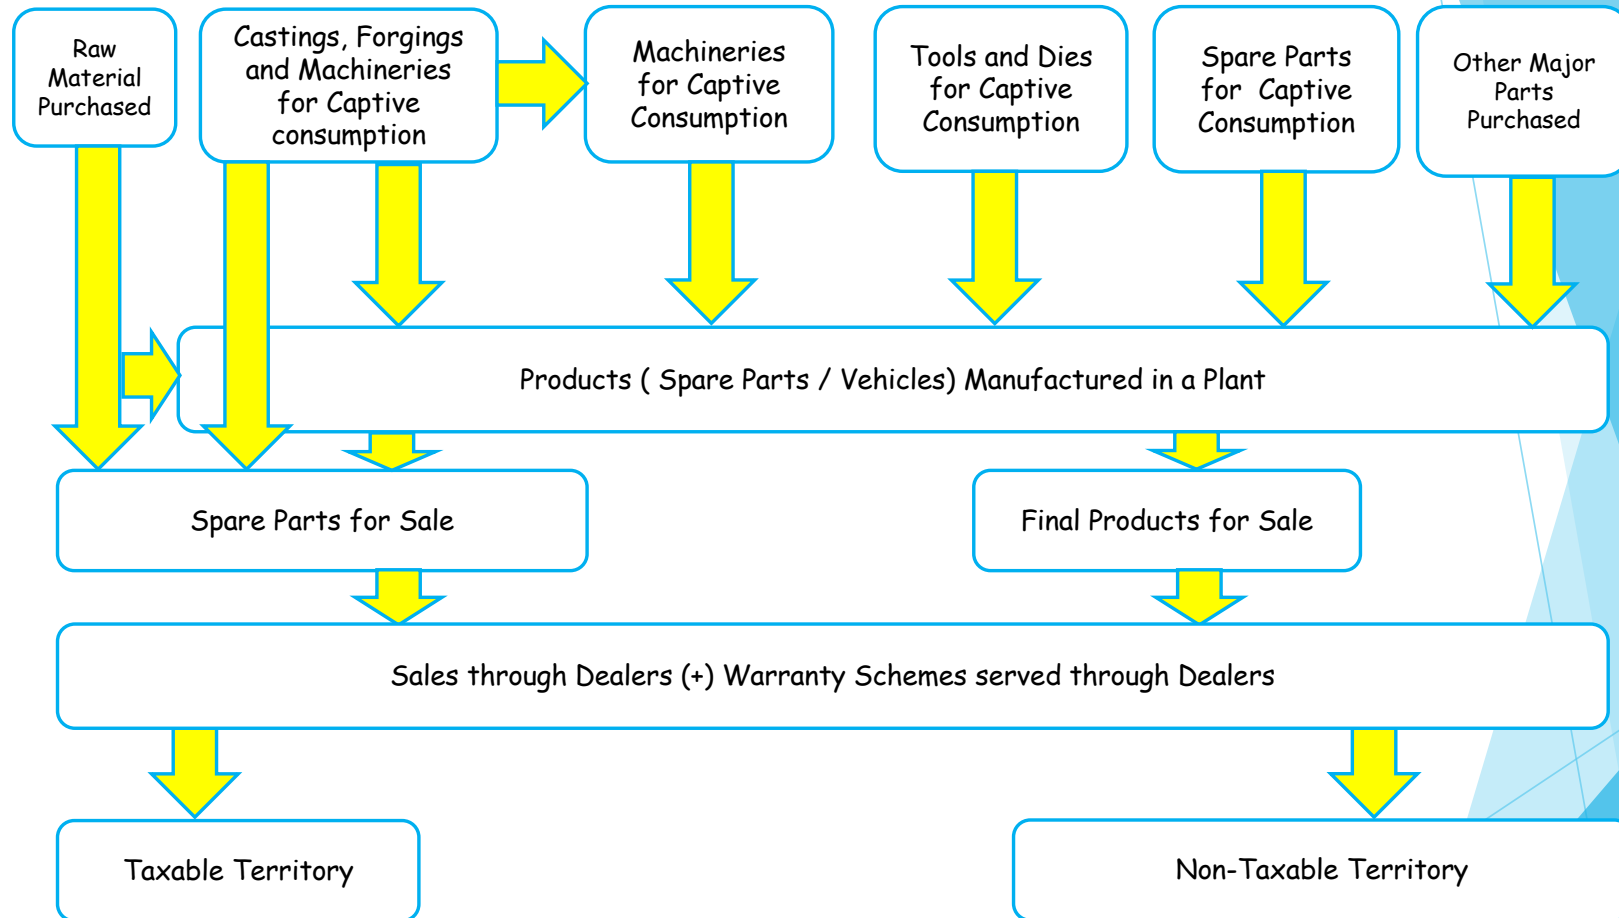 Raw
Material
Purchased
Castings, Forgings
and Machineries
for Captive
consumption
Machineries
for Captive
Consumption
Tools and Dies
for Captive
Consumption
Spare Parts
for  Captive
Consumption
Other Major
Parts
Purchased
Products ( Spare Parts / Vehicles) Manufactured in a Plant
Spare Parts for Sale
Final Products for Sale
Sales through Dealers (+) Warranty Schemes served through Dealers
Taxable Territory
Non-Taxable Territory